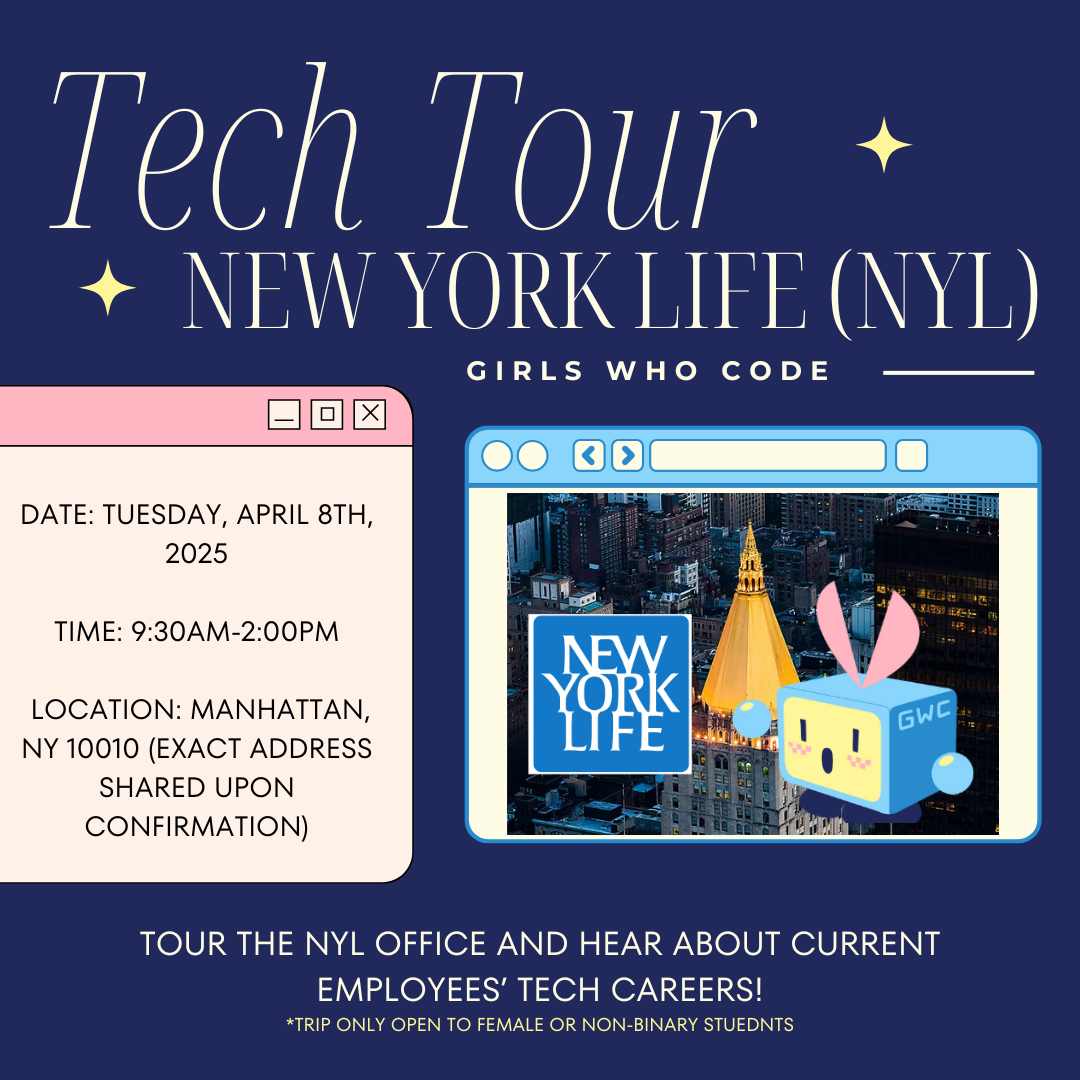 Tech Tour
NEW YORK LIFE (NYL)
GIRLS WHO CODE
DATE: TUESDAY, APRIL 8TH,
2025
TIME: 9:30AM-2:00PM
LOCATION: MANHATTAN,
NY 10010 (EXACT ADDRESS
SHARED UPON
CONFIRMATION)
NEW
YORK
LIFE
GWC
TOUR THE NYL OFFICE AND HEAR ABOUT CURRENT
EMPLOYEES’ TECH CAREERS!
*TRIP ONLY OPEN TO FEMALE OR NON-BINARY STUEDNTS